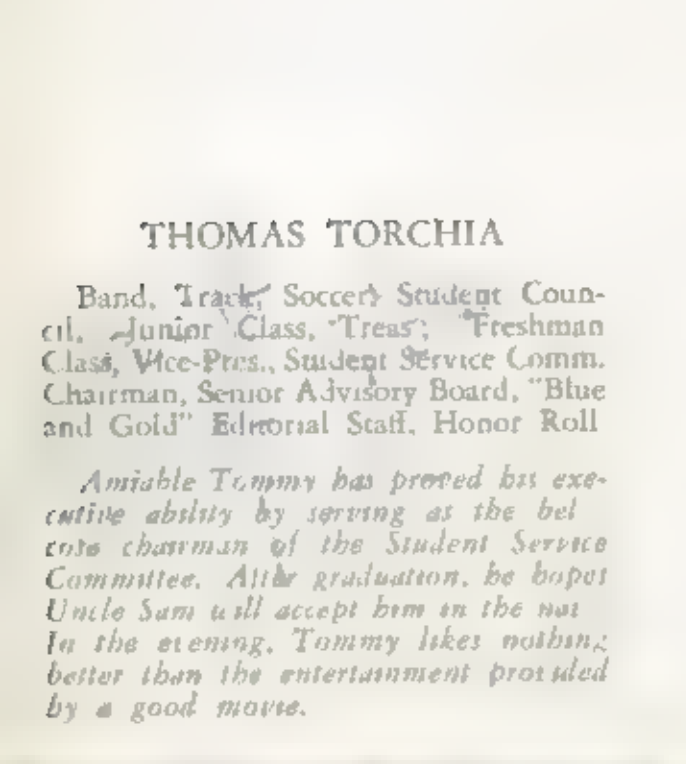 THOMAS TORCHIA
Band, Track, Soccer, Student Coun-
cil, Junior Class, Treas; Freshman
Class, Vice-Pres., Student Service Comm.
Chairman, Senior Advisory Board, "Blue
and Gold" Editorial Staff, Honor Roll
Amiable Tommy has proved his exe-
cutive ability by serving as the
chairman of the Student Service
Committee. After graduation, he hopes
Uncle Sam will accept him in the
In the evening, Tommy likes nothing
better than the entertainment provided
by a good movie.